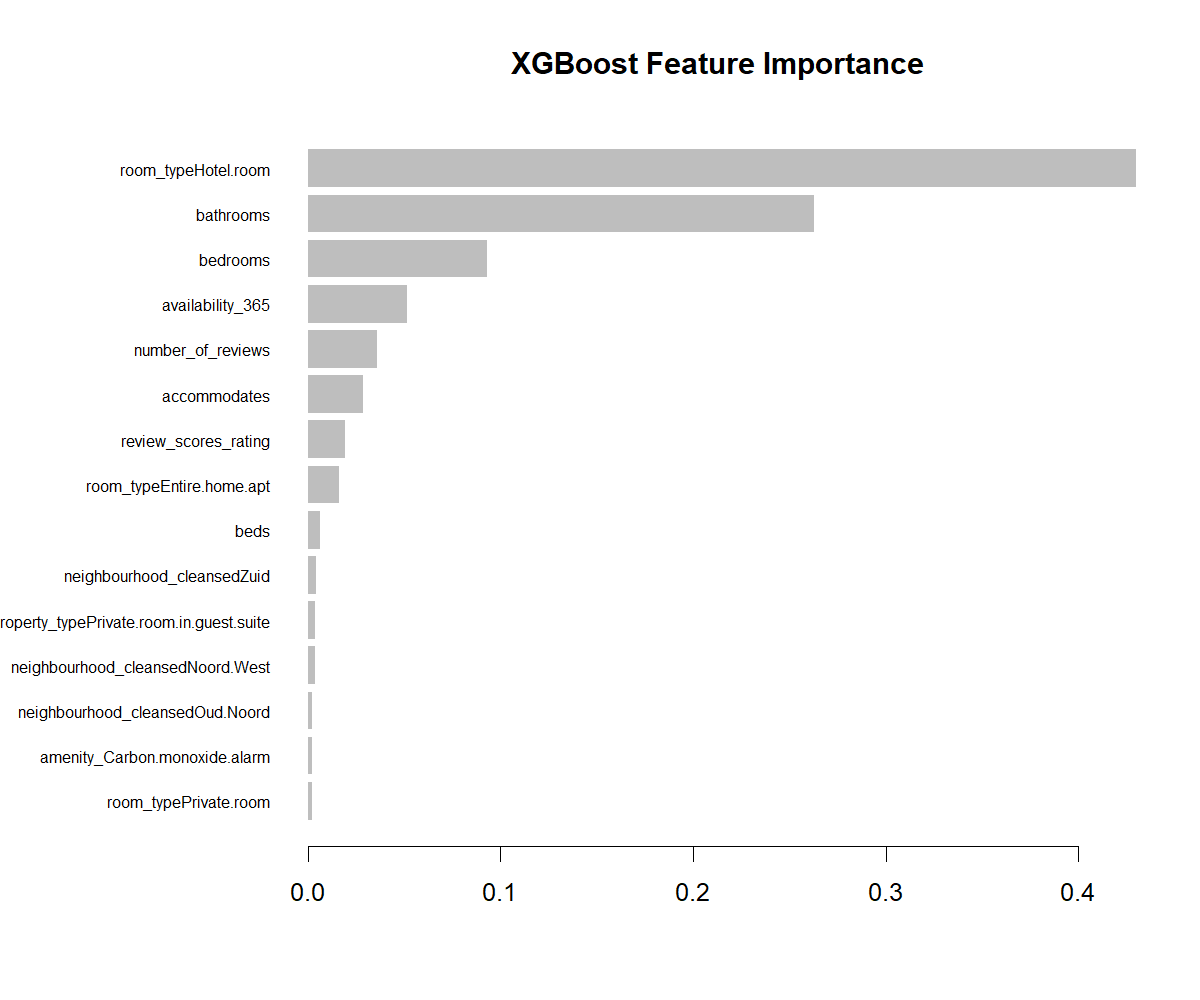 XGBoost Feature Importance
room_typeHotel.room
bathrooms
bedrooms
availability_365
number_of_reviews
accommodates
review_scores_rating
room_typeEntire.home.apt
beds
neighbourhood_cleansedZuid
roperty_typePrivate.room.in.guest.suite
neighbourhood_cleansedNoord.West
neighbourhood_cleansedOud.Noord
amenity_Carbon.monoxide.alarm
room_typePrivate.room
0.0 0.1 0.2 0.3 0.4